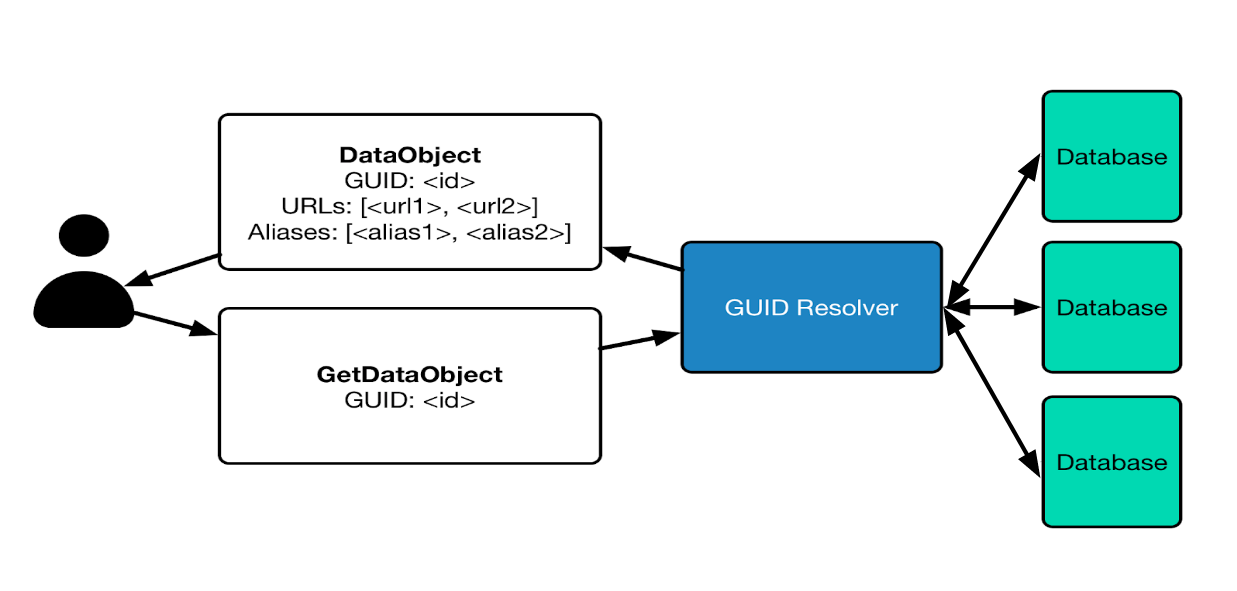 DataObject
GUID: <id>
URLs: [<url1>, <url2>]
Aliases: [<alias1>, <alias2>]
GetDataObject
GUID: <id>
GUID Resolver
Database
Database
Database